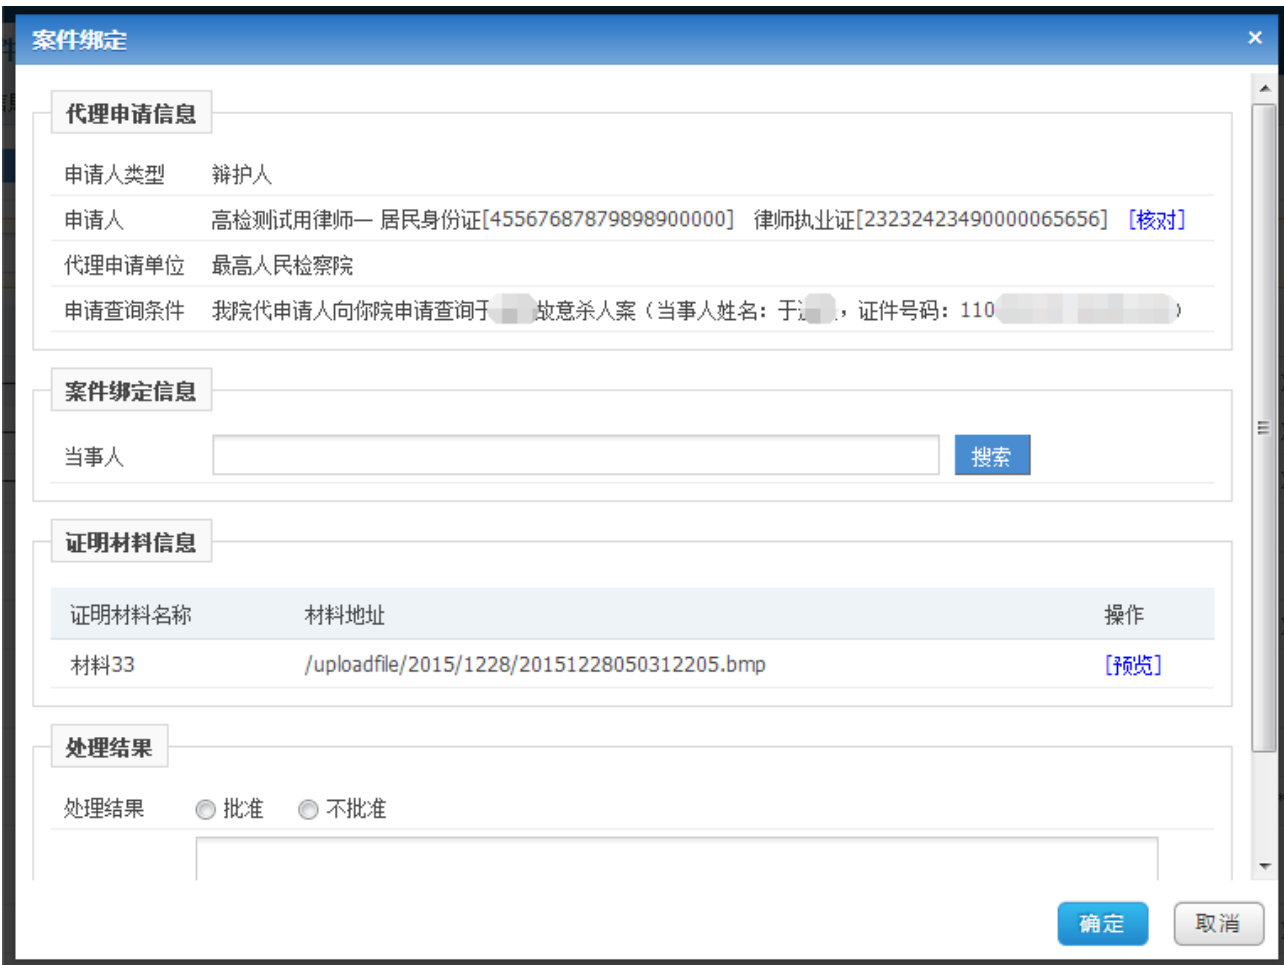 案件绑定
×
代理申请信息
申请人类型 辩护人
申请人 高检测试用律师一 居民身份证[45567687879898900000] 律师执业证[23232423490000065656] [核对]
代理申请单位 最高人民检察院
申请查询条件 我院代申请人向你院申请查询于 故意杀人案（当事人姓名：于 ，证件号码：110 ）
案件绑定信息
当事人 搜索
证明材料信息
证明材料名称 材料地址 操作
材料33 /uploadfile/2015/1228/20151228050312205.bmp [预览]
处理结果
处理结果 批准 不批准
确定 取消